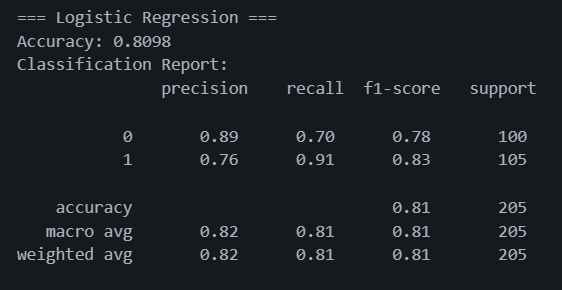 === Logistic Regression ===
Accuracy: 0.8098
Classification Report:
              precision    recall  f1-score   support

           0       0.89      0.70      0.78       100
           1       0.76      0.91      0.83       105

    accuracy                           0.81       205
   macro avg       0.82      0.81      0.81       205
weighted avg       0.82      0.81      0.81       205